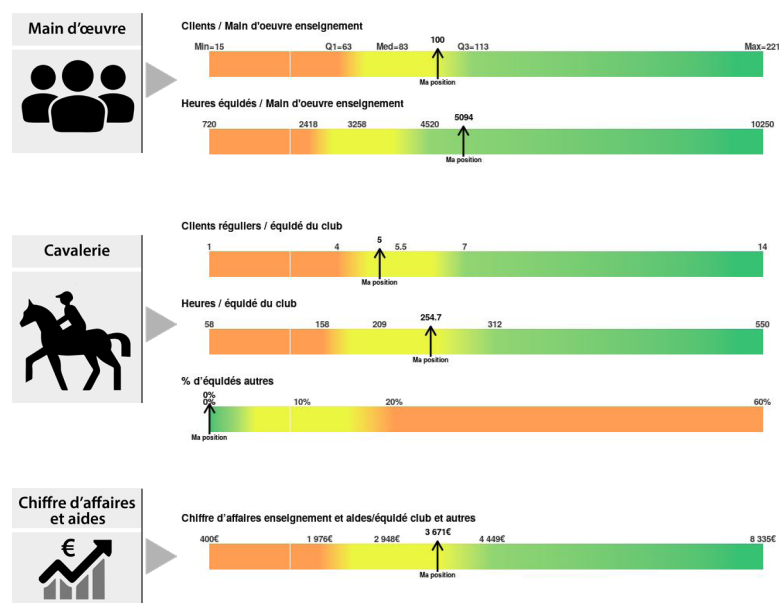 Main d'œuvre
Clients / Main d'oeuvre enseignement
100
Min=15 Q1=63 Med=83 Q3=113 Max=221
Ma position
Heures équidés / Main d'oeuvre enseignement
5094
720 2418 3258 4520 10250
Ma position
Cavalerie
Clients réguliers / équidé du club
5
1 4 5.5 7 14
Ma position
Heures / équidé du club
254.7
58 158 209 312 550
Ma position
% d'équidés autres
0%
0% 10% 20% 60%
Ma position
Chiffre d'affaires
et aides
€
Chiffre d'affaires enseignement et aides/équidé club et autres
3 671€
400€ 1 976€ 2 948€ 4 449€ 8 335€
Ma position